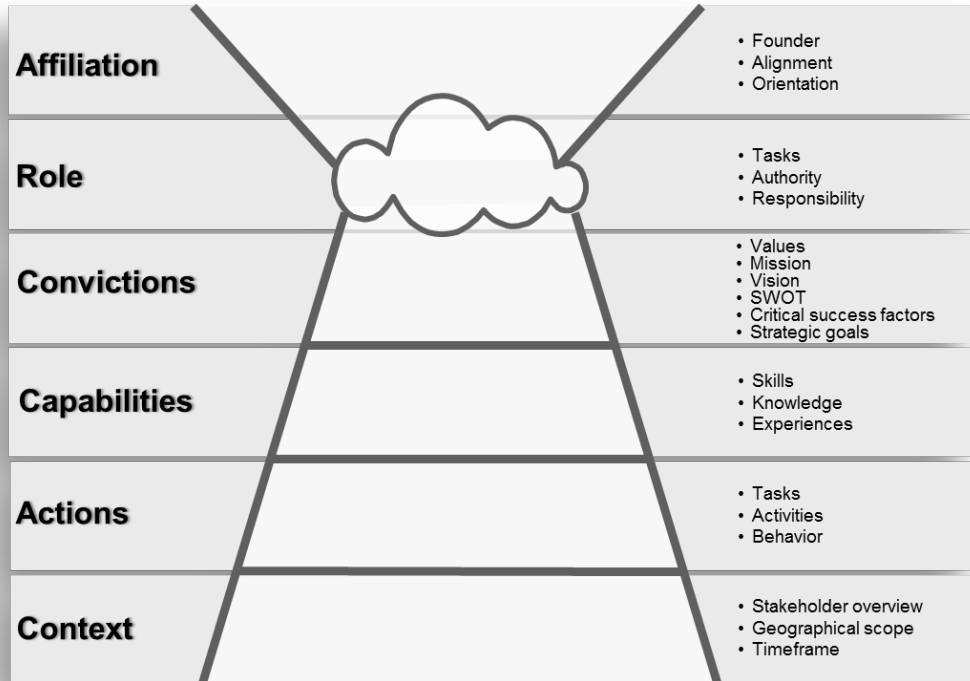 Affiliation
• Founder
• Alignment
• Orientation
Role
• Tasks
• Authority
• Responsibility
Convictions
• Values
• Mission
• Vision
• SWOT
• Critical success factors
• Strategic goals
Capabilities
• Skills
• Knowledge
• Experiences
Actions
• Tasks
• Activities
• Behavior
Context
• Stakeholder overview
• Geographical scope
• Timeframe